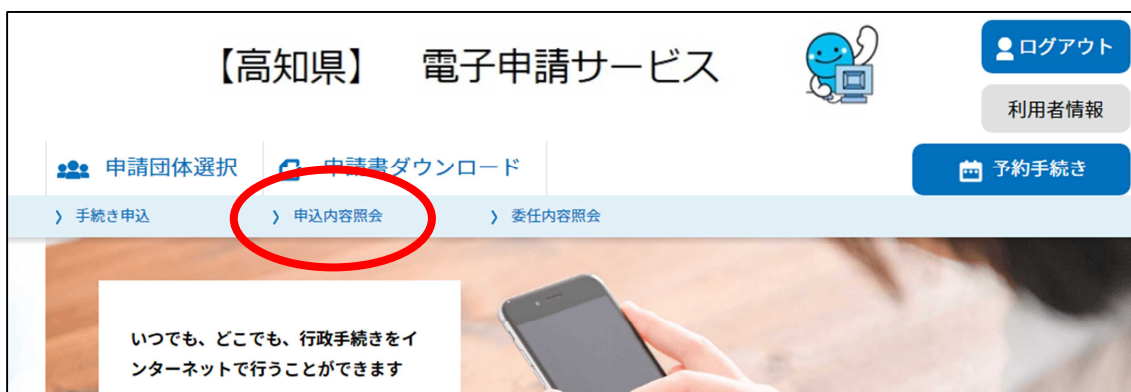 【高知県】　電子申請サービス
ログアウト
利用者情報
申請団体選択
申請書ダウンロード
予約手続き
手続き申込
申込内容照会
委任内容照会
いつでも、どこでも、行政手続きをイ
ンターネットで行うことができます